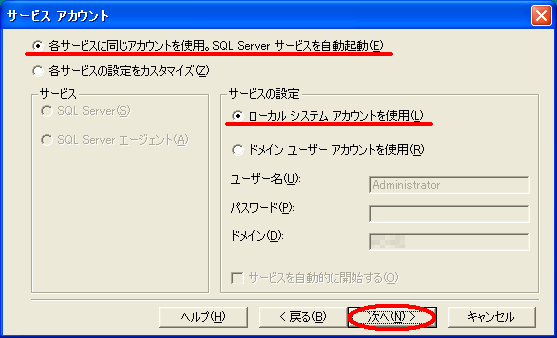 サービス アカウント
各サービスに同じアカウントを使用。SQL Server サービスを自動起動(E)
各サービスの設定をカスタマイズ(Z)
サービス
SQL Server(S)
SQL Server エージェント(A)
サービスの設定
ローカル システム アカウントを使用(L)
ドメイン ユーザー アカウントを使用(R)
ユーザー名(U):
Administrator
パスワード(P):
ドメイン(D):
サービスを自動的に開始する(O)
ヘルプ(H)
< 戻る(B)
次へ(N) >
キャンセル